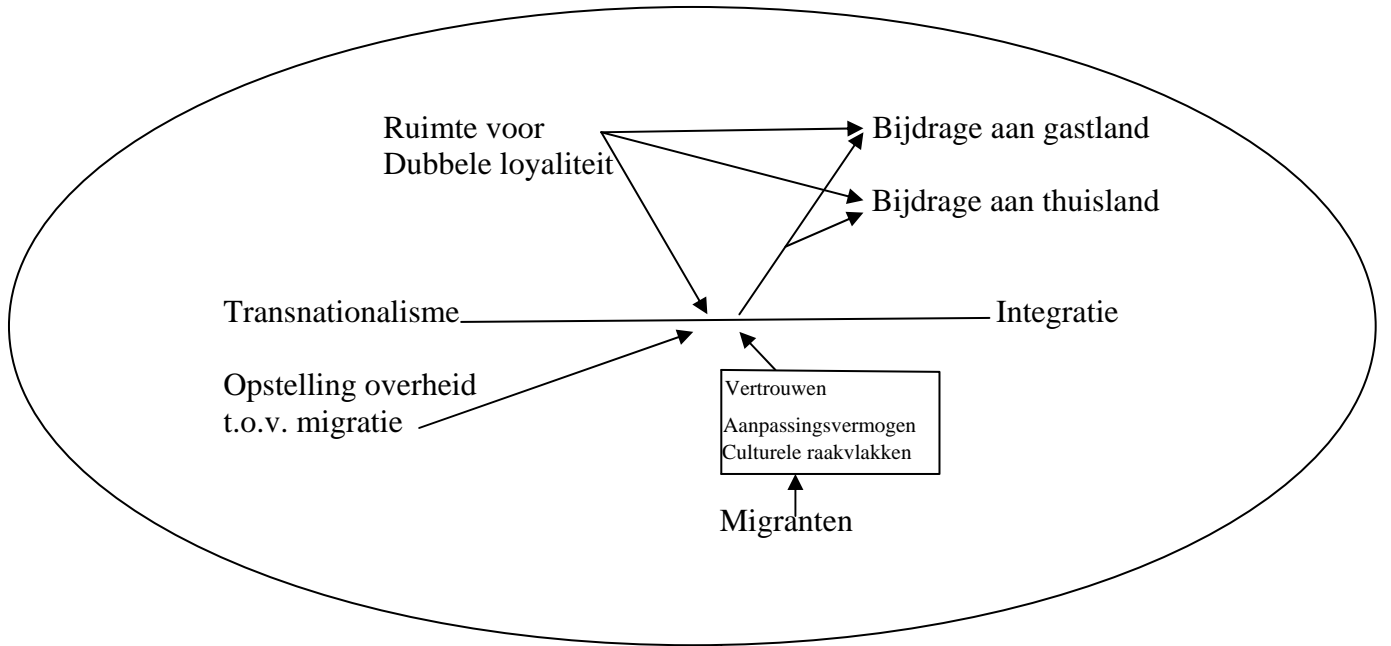 Ruimte voor
Dubbele loyaliteit
Bijdrage aan gastland
Bijdrage aan thuisland
Transnationalisme
Integratie
Opstelling overheid
t.o.v. migratie
Vertrouwen
Aanpassingsvermogen
Culturele raakvlakken
Migranten